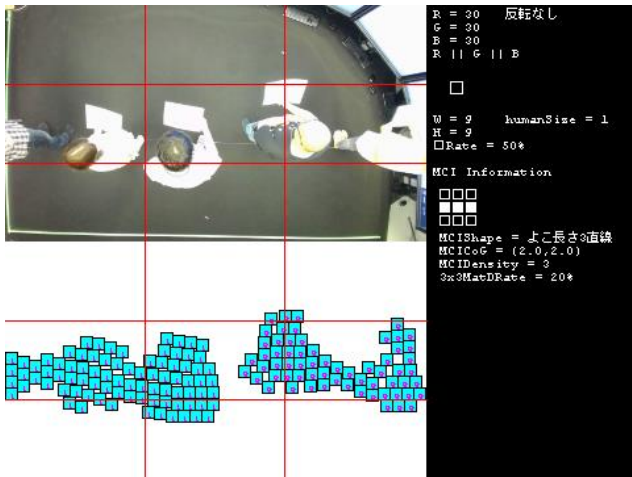 R = 30 反転なし
G = 30
B = 30
R || G || B
W = 9 humanSize = 1
H = 9
□Rate = 50%
MCI Information
MCIShape = よこ長さ3直線
MCICoG = (2.0,2.0)
MCIDensity = 3
3x3MatDRate = 20%